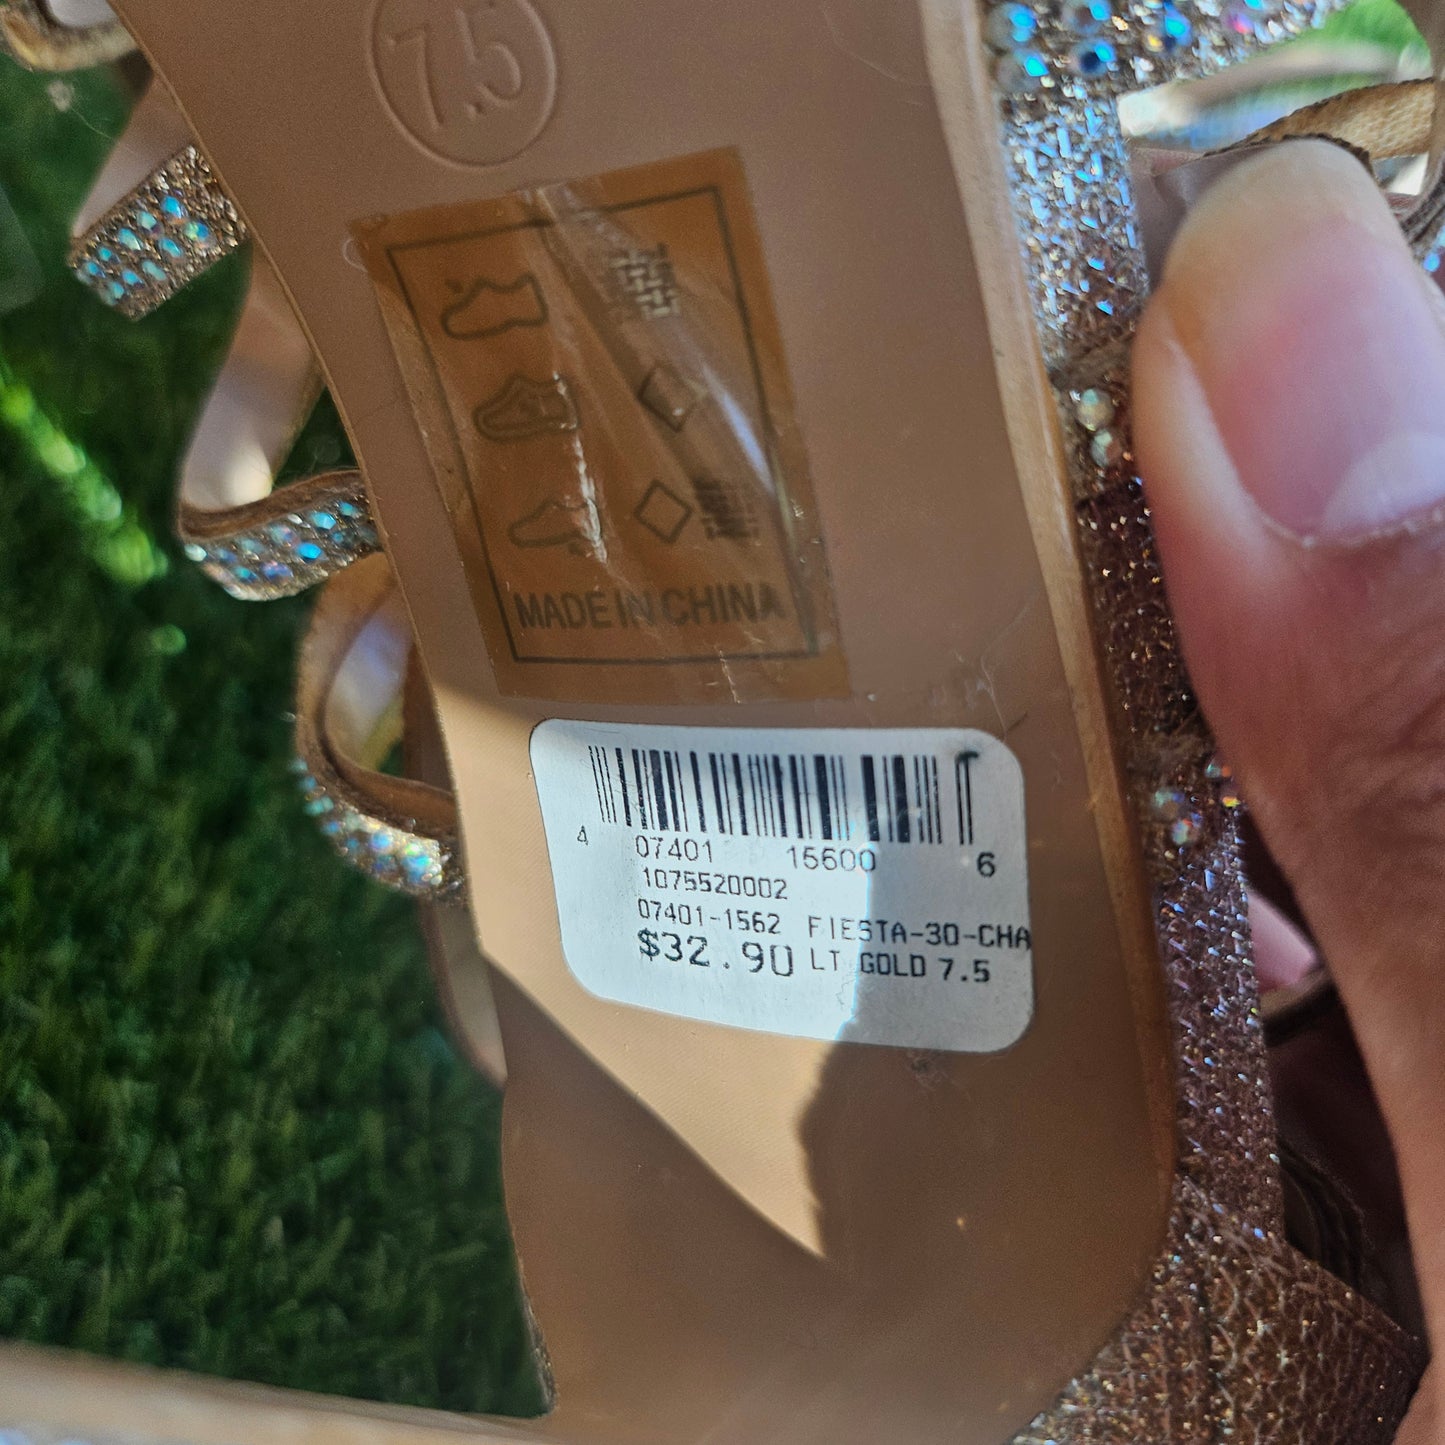 7.5
MADE IN CHINA
4 07401 15600 6
1075520002
07401-1562 FIESTA-30-CHA
$32.90 LT GOLD 7.5